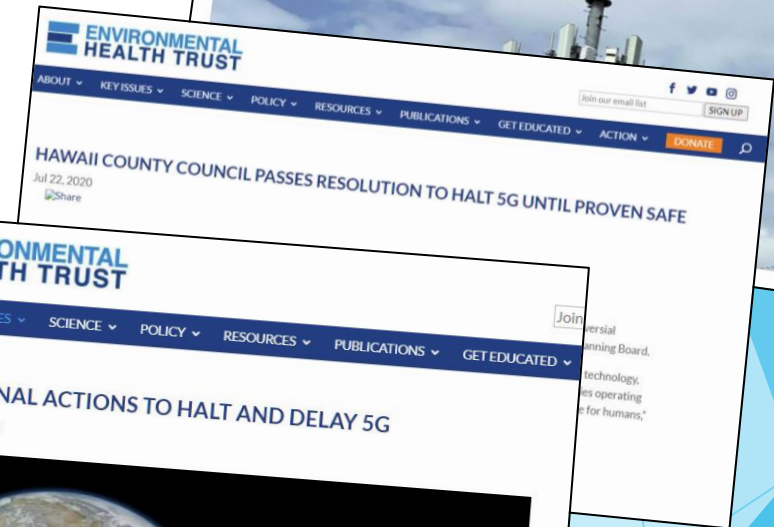 ENVIRONMENTAL
HEALTH TRUST
Join our email list
SIGN UP
ABOUT
KEY ISSUES
SCIENCE
POLICY
RESOURCES
PUBLICATIONS
GET EDUCATED
ACTION
DONATE
HAWAII COUNTY COUNCIL PASSES RESOLUTION TO HALT 5G UNTIL PROVEN SAFE
Jul 22, 2020
Share
ONMENTAL
TH TRUST
Join
ES
SCIENCE
POLICY
RESOURCES
PUBLICATIONS
GET EDUCATED
NAL ACTIONS TO HALT AND DELAY 5G
versial
anning Board.
technology,
es operating
e for humans,"